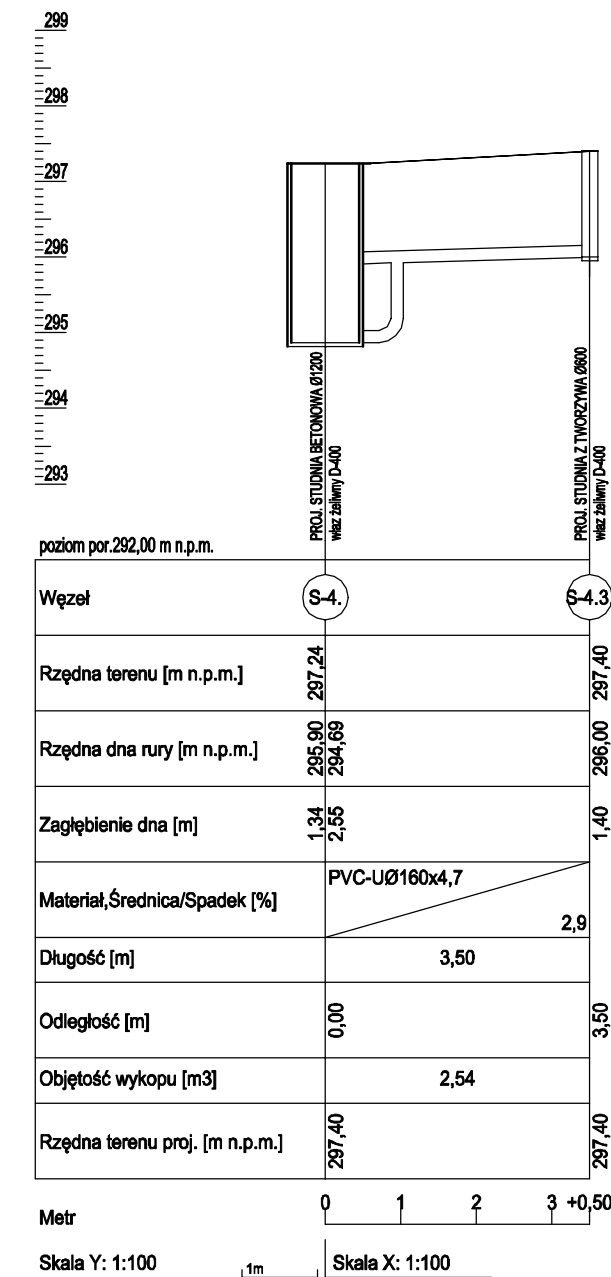 299
298
297
296
295
294
293
PROJ. STUDNIA BETONOWA Ø1200
właz żeliwny D-400
PROJ. STUDNIA Z TWORZYWA Ø600
właz żeliwny D-400
poziom por.292,00 m n.p.m.
Węzeł S-4. S-4.3
Rzędna terenu [m n.p.m.] 297,24 297,40
Rzędna dna rury [m n.p.m.] 295,90 294,69 296,00
Zagłębienie dna [m] 1,34 2,55 1,40
Materiał,Średnica/Spadek [%] PVC-UØ160x4,7 2,9
Długość [m] 3,50
Odległość [m] 0,00 3,50
Objętość wykopu [m3] 2,54
Rzędna terenu proj. [m n.p.m.] 297,40 297,40
Metr 0 1 2 3 +0,50
Skala Y: 1:100 1m Skala X: 1:100